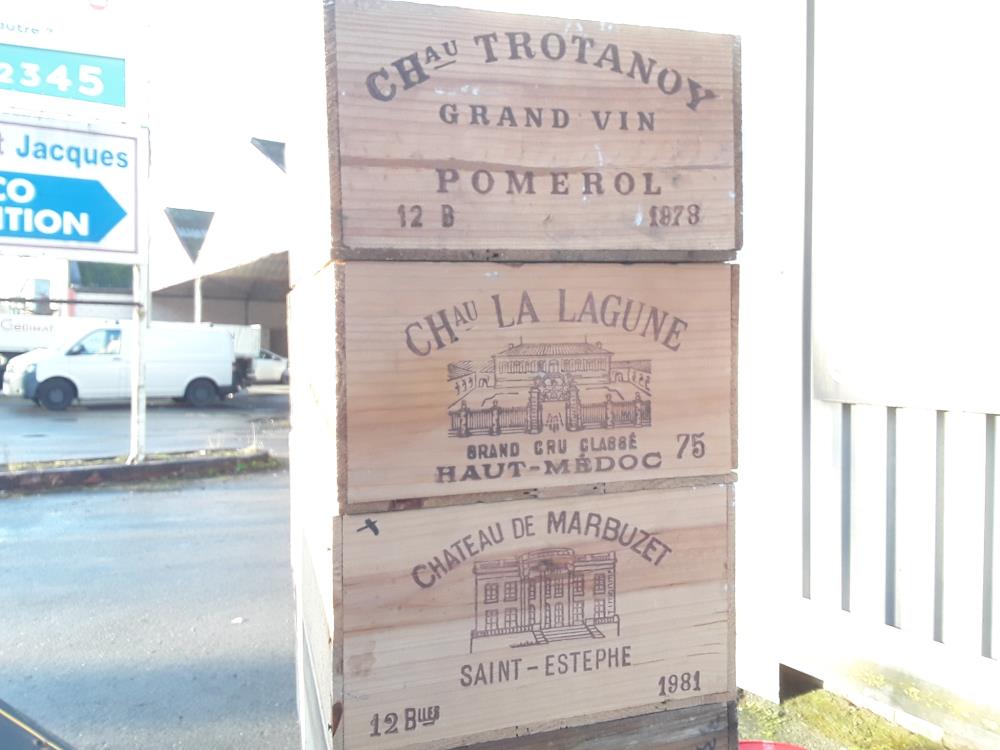 autre ?
2345
t Jacques
CO
ITION
CHau TROTANOY
GRAND VIN
POMEROL
12 B 1978
CHau LA LAGUNE
GRAND CRU CLASSÉ 75
HAUT-MÉDOC
CHATEAU DE MARBUZET
SAINT-ESTEPHE
1981
12 Blles